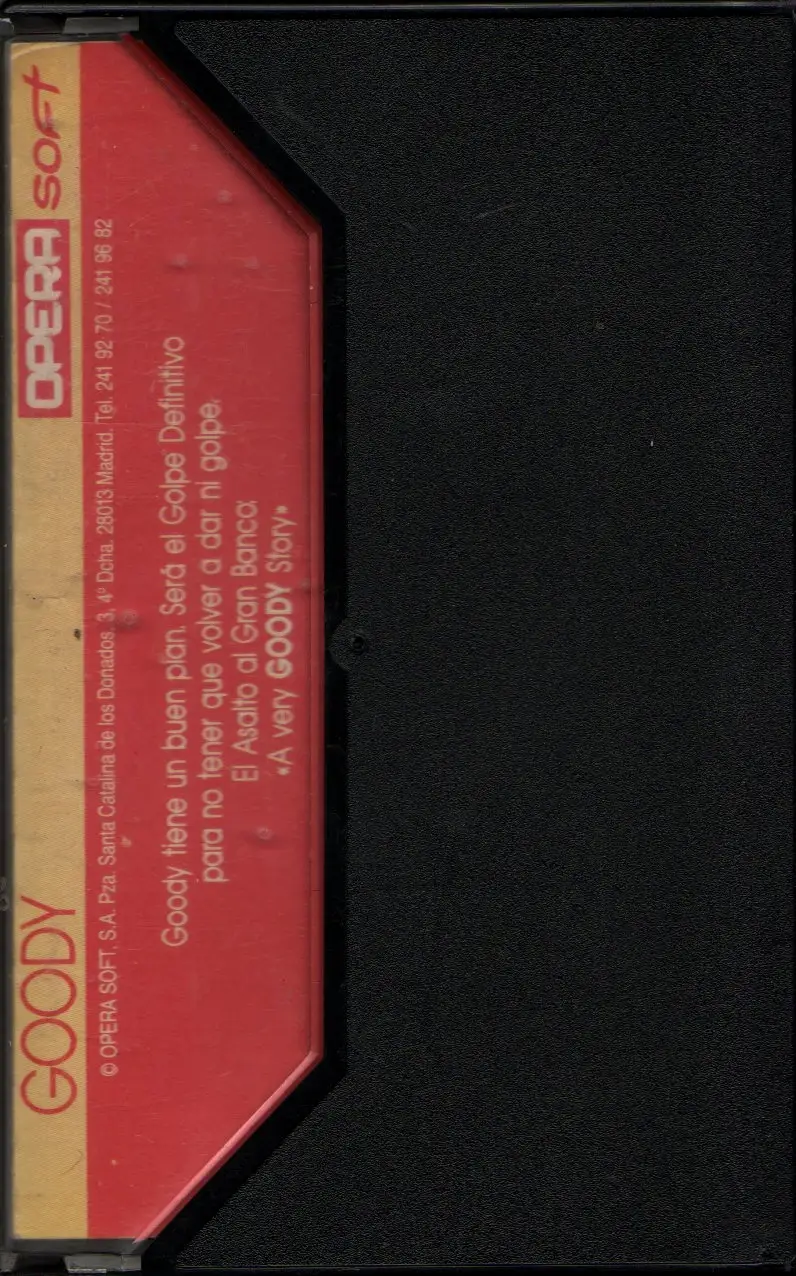 GOODY OPERA soft
© OPERA SOFT, S.A. Pza. Santa Catalina de los Donados, 3, 4º Dcha. 28013 Madrid. Tel. 241 92 70 / 241 96 82
Goody tiene un buen plan. Será el Golpe Definitivo
para no tener que volver a dar ni golpe.
El Asalto al Gran Banco:
«A very GOODY Story»